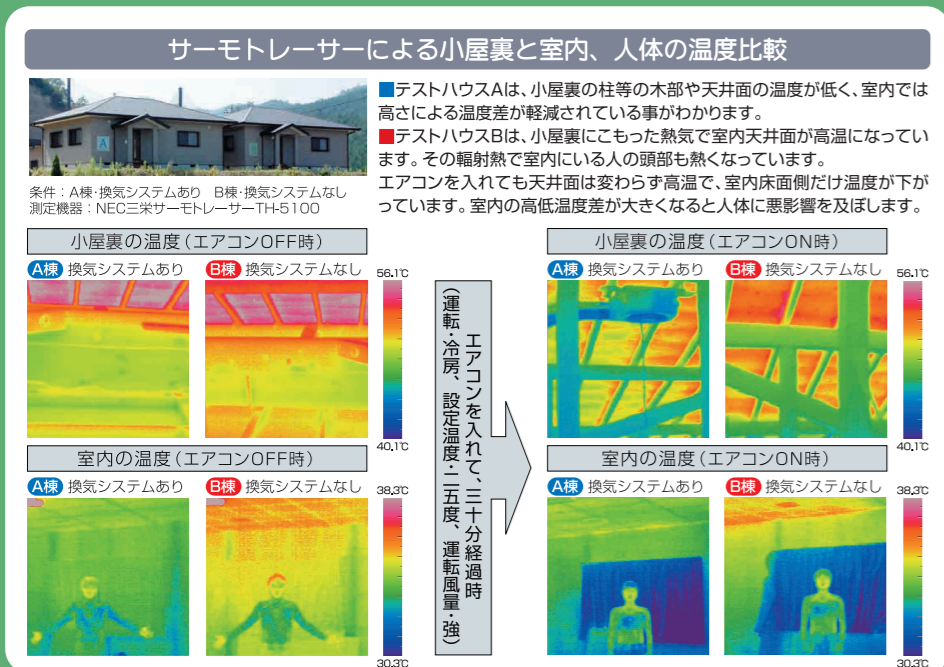 サーモトレーサーによる小屋裏と室内、人体の温度比較
A
■テストハウスAは、小屋裏の柱等の木部や天井面の温度が低く、室内では
高さによる温度差が軽減されている事がわかります。
■テストハウスBは、小屋裏にこもった熱気で室内天井面が高温になってい
ます。その輻射熱で室内にいる人の頭部も熱くなっています。
エアコンを入れても天井面は変わらず高温で、室内床面側だけ温度が下が
っています。室内の高低温度差が大きくなると人体に悪影響を及ぼします。
条件：A棟・換気システムあり B棟・換気システムなし
測定機器：NEC三栄サーモトレーサーTH-5100
小屋裏の温度（エアコンOFF時）
A棟 換気システムあり
B棟 換気システムなし
56.1℃
40.1℃
室内の温度（エアコンOFF時）
A棟 換気システムあり
B棟 換気システムなし
38.3℃
30.3℃
エアコンを入れて、三十分経過時
（運転・冷房、設定温度・二五度、運転風量・強）
小屋裏の温度（エアコンON時）
A棟 換気システムあり
B棟 換気システムなし
56.1℃
40.1℃
室内の温度（エアコンON時）
A棟 換気システムあり
B棟 換気システムなし
38.3℃
30.3℃